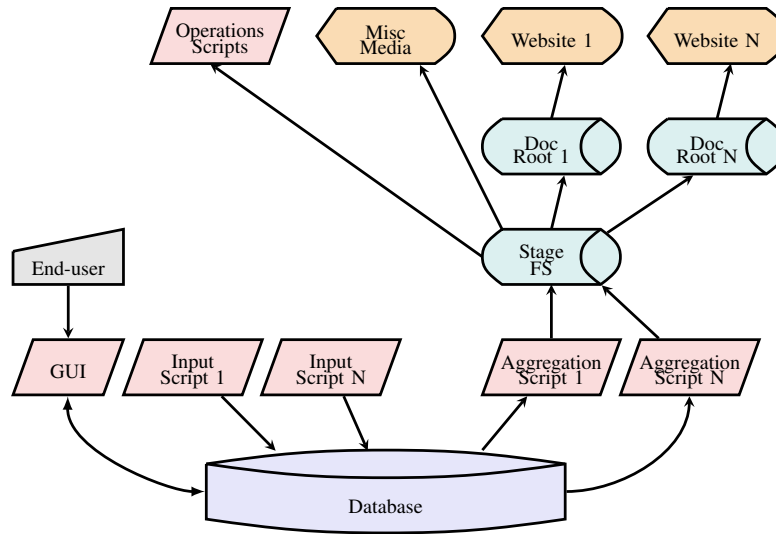 Operations
Scripts
Misc
Media
Website 1
Website N
Doc
Root 1
Doc
Root N
Stage
FS
End-user
GUI
Input
Script 1
Input
Script N
Aggregation
Script 1
Aggregation
Script N
Database